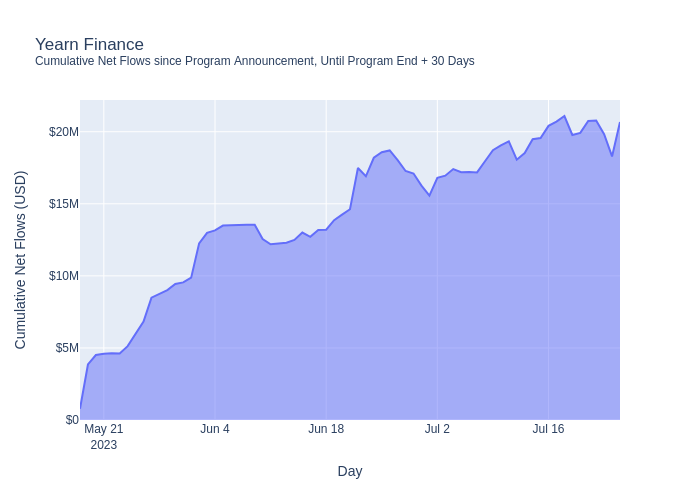 Yearn Finance
Cumulative Net Flows since Program Announcement, Until Program End + 30 Days
Cumulative Net Flows (USD)
$20M
$15M
$10M
$5M
$0
May 21
2023
Jun 4
Jun 18
Jul 2
Jul 16
Day